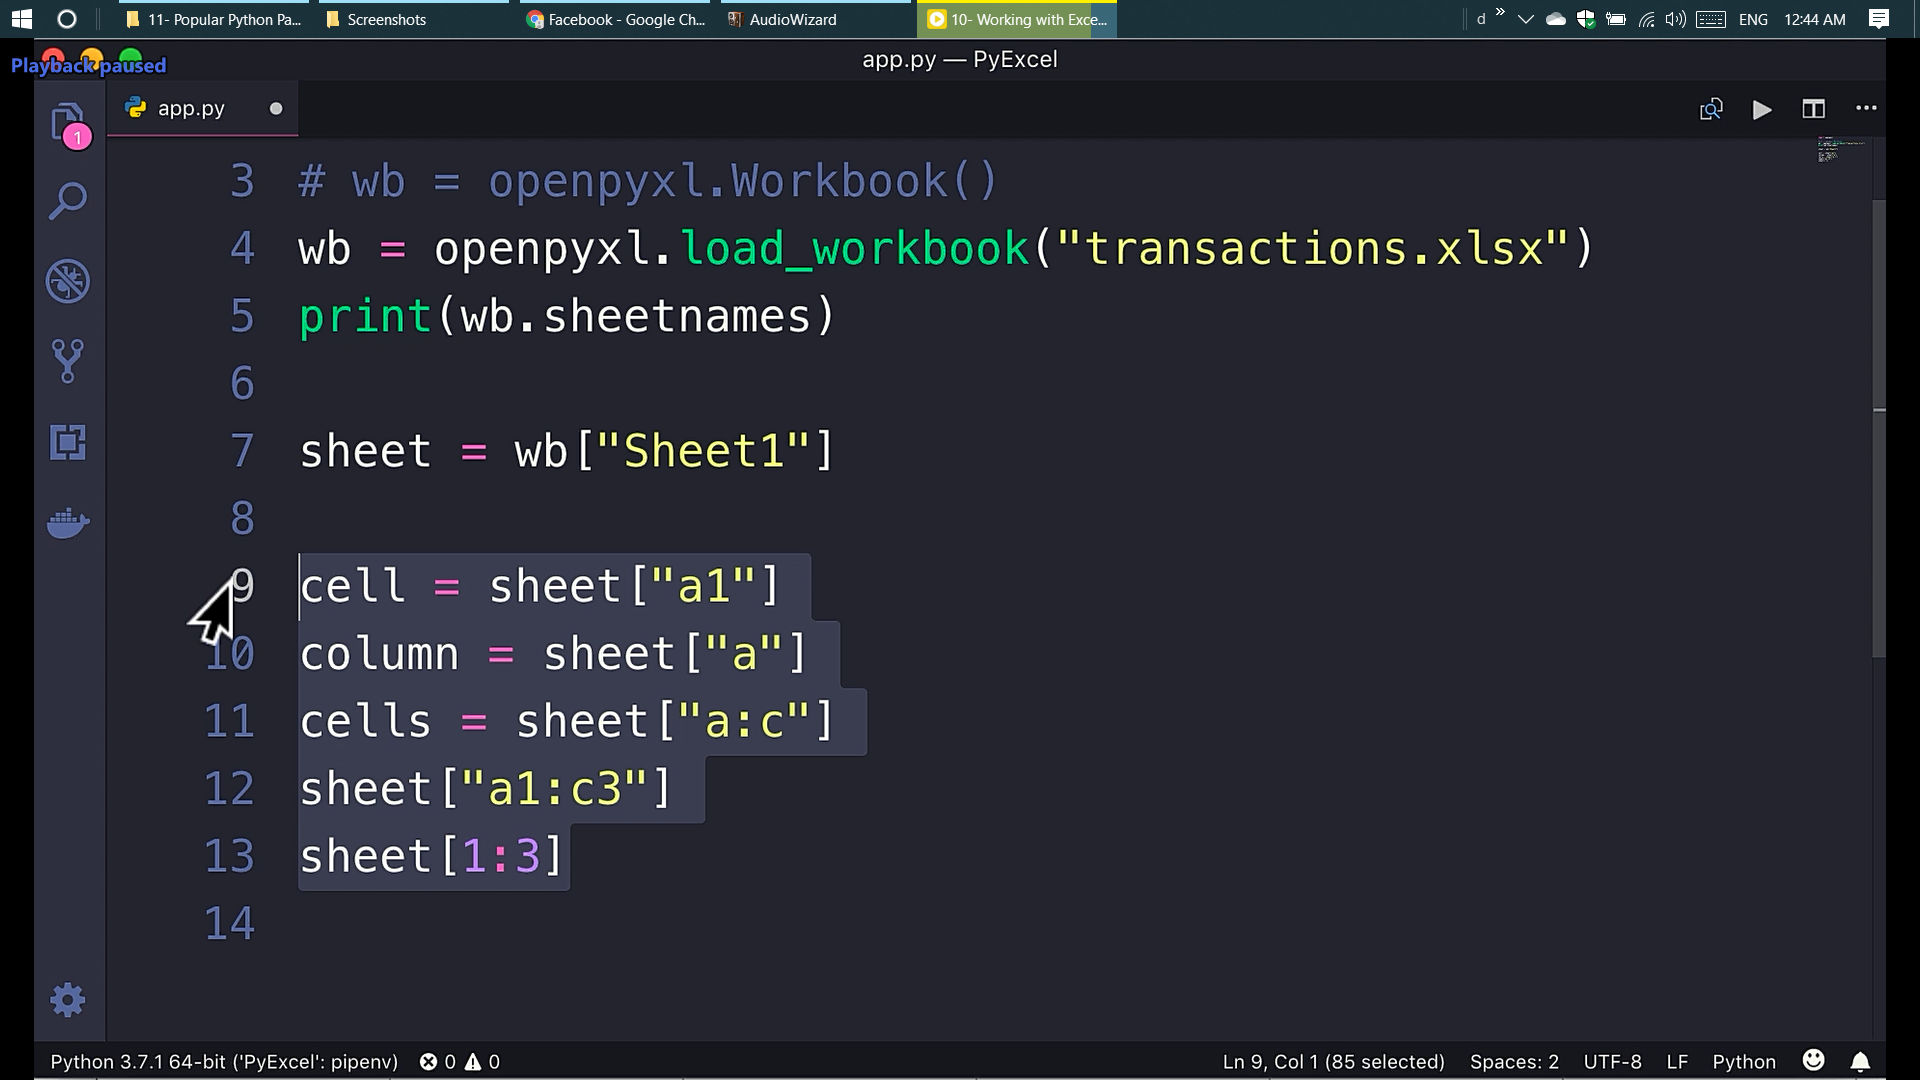 11- Popular Python Pa...
Screenshots
Facebook - Google Ch...
AudioWizard
10- Working with Exce...
d
»
ENG
12:44 AM
Playback paused
app.py — PyExcel
1
app.py
3 # wb = openpyxl.Workbook()
4 wb = openpyxl.load_workbook("transactions.xlsx")
5 print(wb.sheetnames)
6
7 sheet = wb["Sheet1"]
8
9 cell = sheet["a1"]
10 column = sheet["a"]
11 cells = sheet["a:c"]
12 sheet["a1:c3"]
13 sheet[1:3]
14
Python 3.7.1 64-bit ('PyExcel': pipenv) 0 0 Ln 9, Col 1 (85 selected) Spaces: 2 UTF-8 LF Python